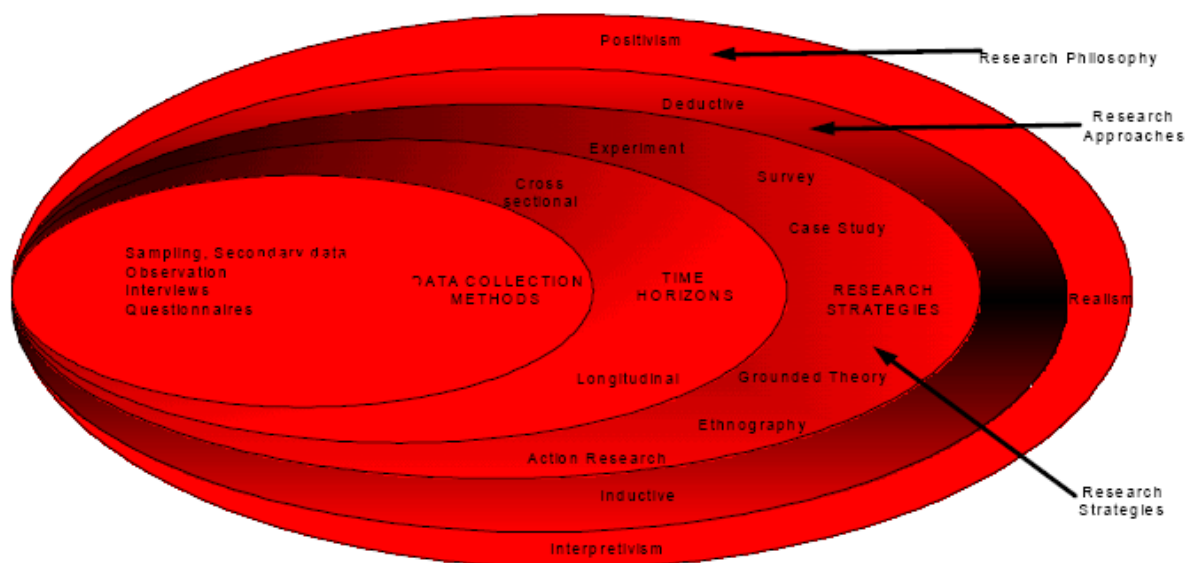 Positivism
Research Philosophy
Deductive
Research
Approaches
Experiment
Survey
Cross
sectional
Case Study
Sampling, Secondary data
Observation
Interviews
Questionnaires
DATA COLLECTION
METHODS
TIME
HORIZONS
RESEARCH
STRATEGIES
Realism
Longitudinal
Grounded Theory
Ethnography
Action Research
Inductive
Research
Strategies
Interpretivism